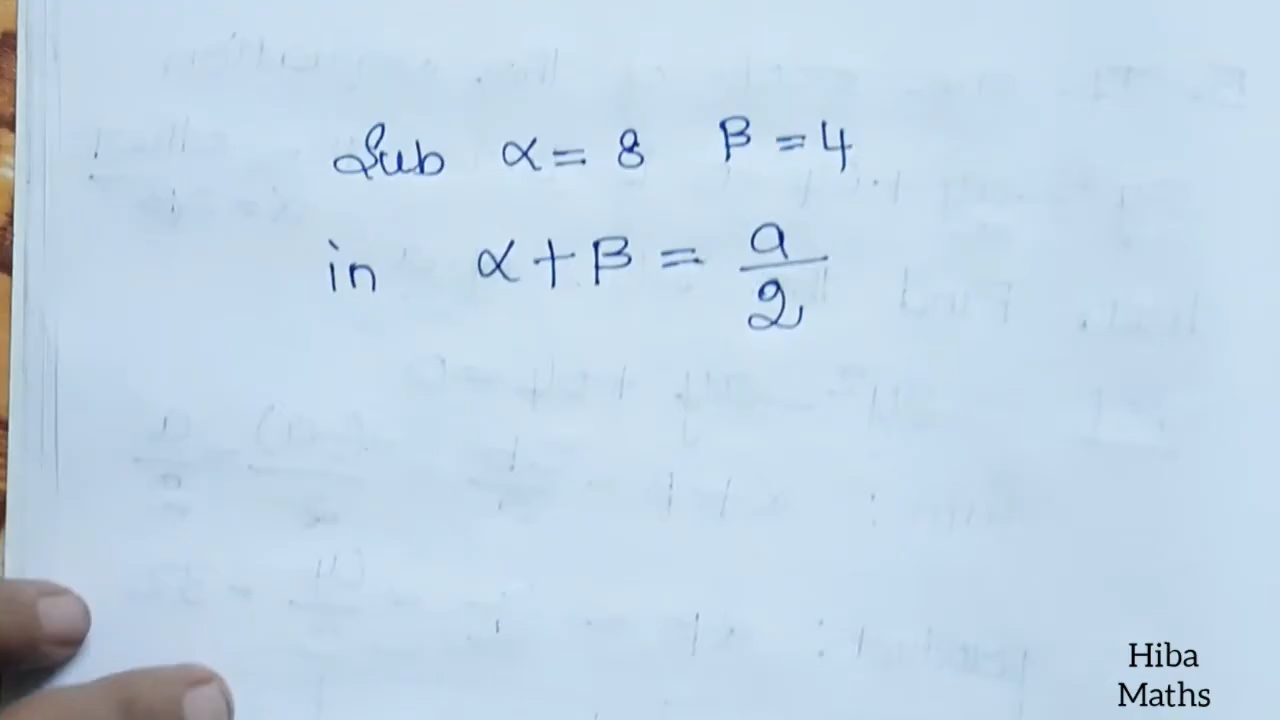 Sub α = 8 β = 4
in α + β = a/2
Hiba
Maths